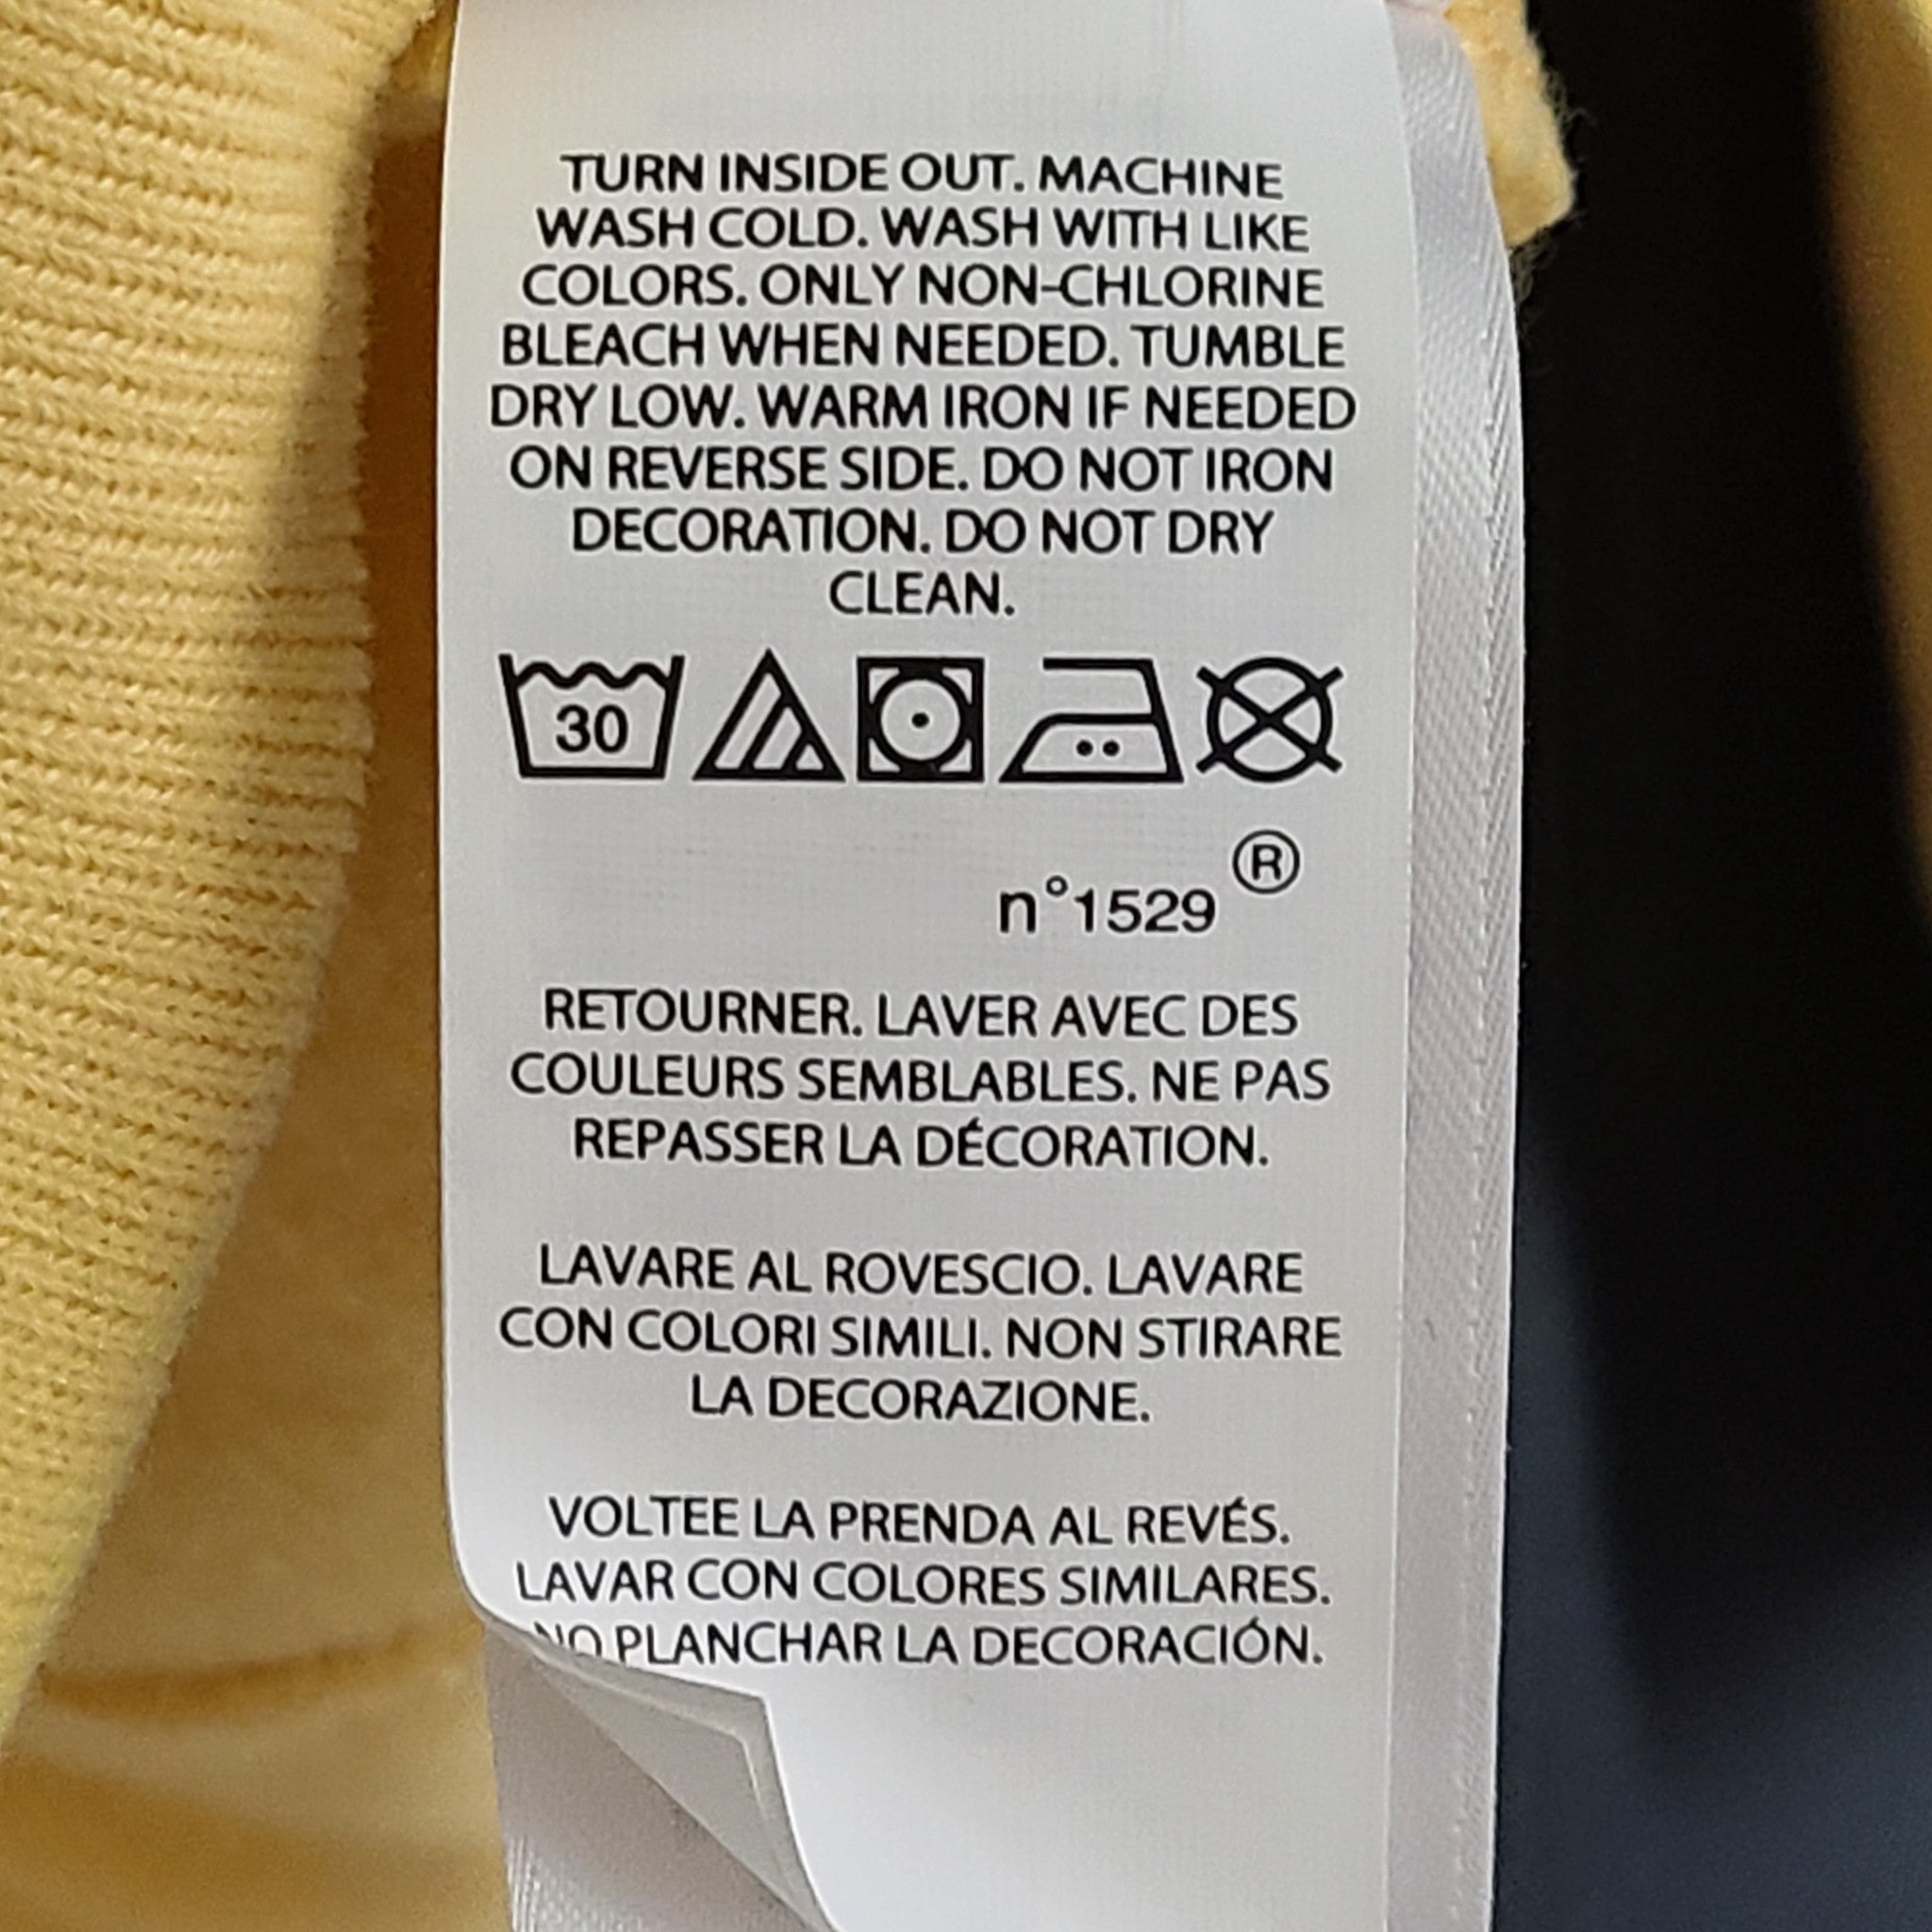 TURN INSIDE OUT. MACHINE
WASH COLD. WASH WITH LIKE
COLORS. ONLY NON-CHLORINE
BLEACH WHEN NEEDED. TUMBLE
DRY LOW. WARM IRON IF NEEDED
ON REVERSE SIDE. DO NOT IRON
DECORATION. DO NOT DRY
CLEAN.
30
n°1529 ®
RETOURNER. LAVER AVEC DES
COULEURS SEMBLABLES. NE PAS
REPASSER LA DÉCORATION.
LAVARE AL ROVESCIO. LAVARE
CON COLORI SIMILI. NON STIRARE
LA DECORAZIONE.
VOLTEE LA PRENDA AL REVÉS.
LAVAR CON COLORES SIMILARES.
NO PLANCHAR LA DECORACIÓN.